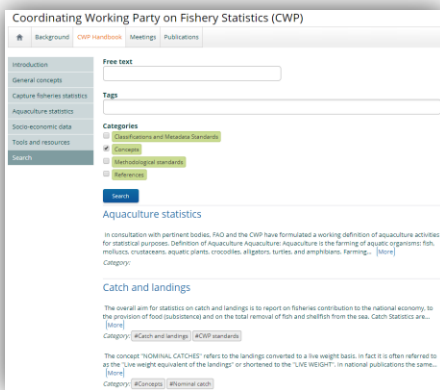 Coordinating Working Party on Fishery Statistics (CWP)
Background CWP Handbook Meetings Publications
Introduction
General concepts
Capture fisheries statistics
Aquaculture statistics
Socio-economic data
Tools and resources
Search
Free text
Tags
Categories
Classifications and Metadata Standards
Concepts
Methodological standards
References
Search
Aquaculture statistics
In consultation with pertinent bodies, FAO and the CWP have formulated a working definition of aquaculture activities
for statistical purposes. Definition of Aquaculture Aquaculture: Aquaculture is the farming of aquatic organisms: fish,
molluscs, crustaceans, aquatic plants, crocodiles, alligators, turtles, and amphibians. Farming... [More]
Category:
Catch and landings
The overall aim for statistics on catch and landings is to report on fisheries contribution to the national economy, to
the provision of food (subsistence) and on the total removal of fish and shellfish from the sea. Catch Statistics are...
[More]
Category: #Catch and landings #CWP standards
The concept "NOMINAL CATCHES" refers to the landings converted to a live weight basis. In fact it is often referred to
as the "Live weight equivalent of the landings" or shortened to the "LIVE WEIGHT". In national publications the same...
[More]
Category: #Concepts #Nominal catch